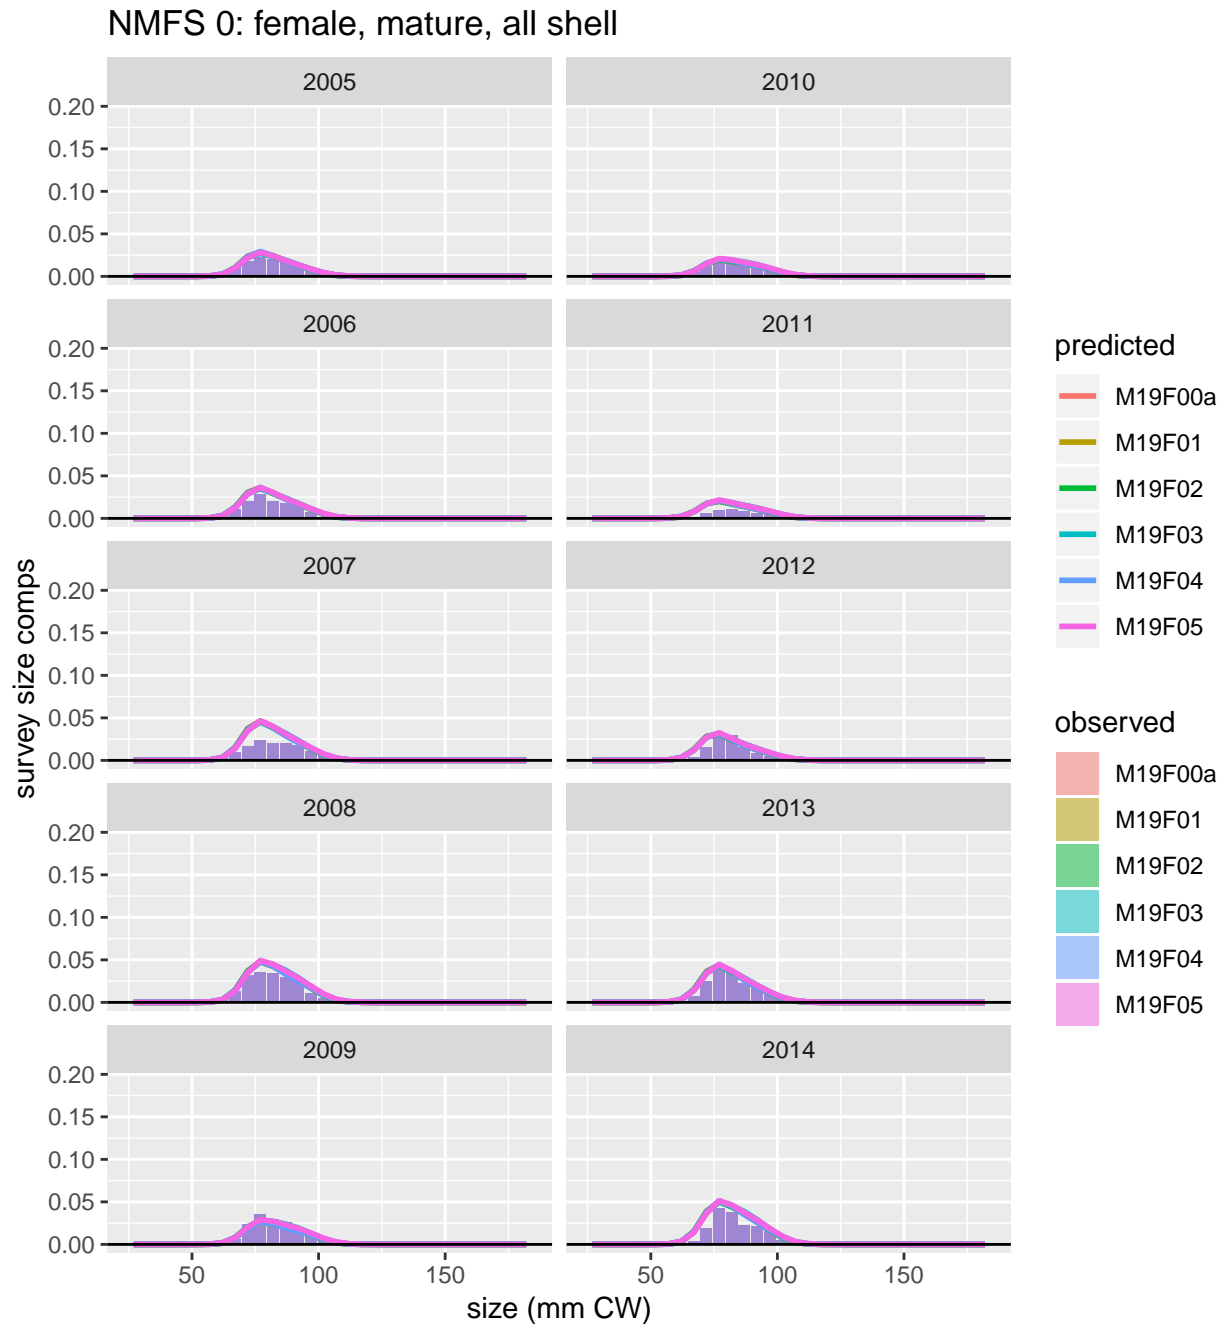 NMFS 0: female, mature, all shell
2005
2010
0.20
0.15
0.10
0.05
0.00
2006
2011
0.20
0.15
0.10
0.05
0.00
2007
2012
0.20
0.15
0.10
0.05
0.00
2008
2013
0.20
0.15
0.10
0.05
0.00
2009
2014
0.20
0.15
0.10
0.05
0.00
50 100 150
50 100 150
size (mm CW)
survey size comps
predicted
M19F00a
M19F01
M19F02
M19F03
M19F04
M19F05
observed
M19F00a
M19F01
M19F02
M19F03
M19F04
M19F05